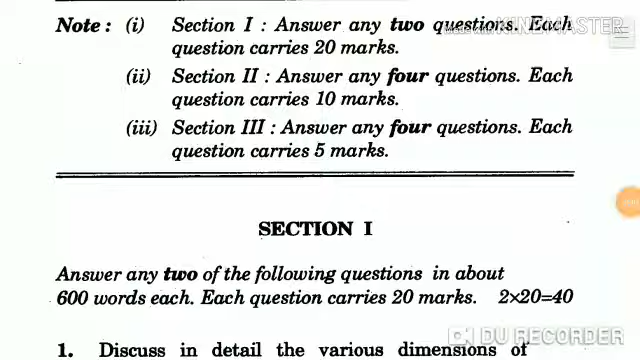 Note : (i) Section I : Answer any two questions. Each
question carries 20 marks.
(ii) Section II : Answer any four questions. Each
question carries 10 marks.
(iii) Section III : Answer any four questions. Each
question carries 5 marks.
SECTION I
Answer any two of the following questions in about
600 words each. Each question carries 20 marks. 2×20=40
1. Discuss in detail the various dimensions of
KINEMASTER
DU RECORDER